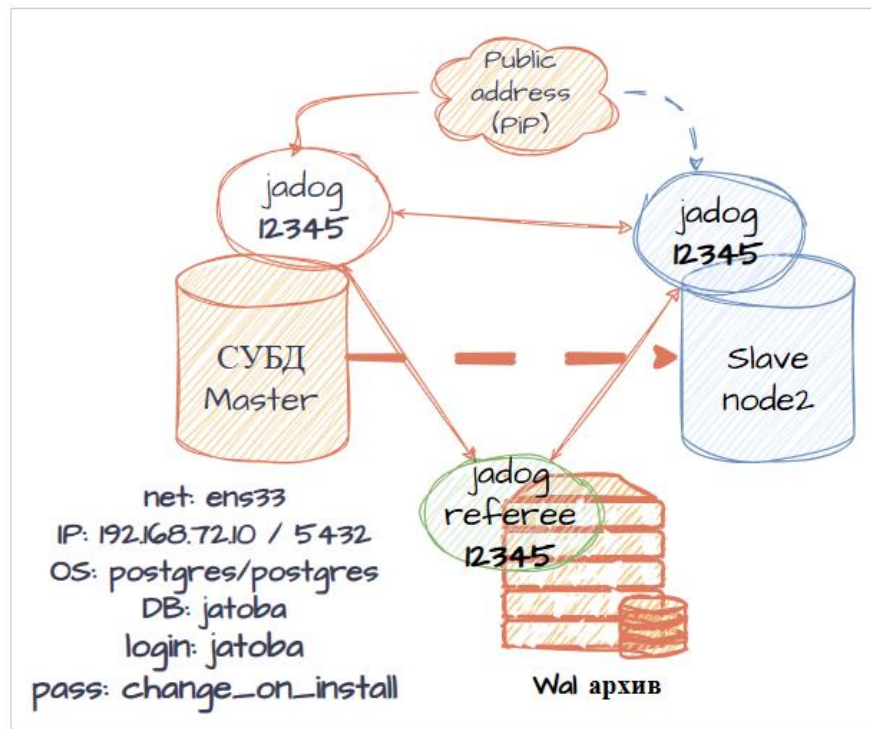 Public
address
(PiP)
jadog
12345
jadog
12345
СУБД
Master
Slave
node2
jadog
referee
12345
net: ens33
IP: 192.168.72.10 / 5432
OS: postgres/postgres
DB: jatoba
login: jatoba
pass: change_on_install
Wal архив